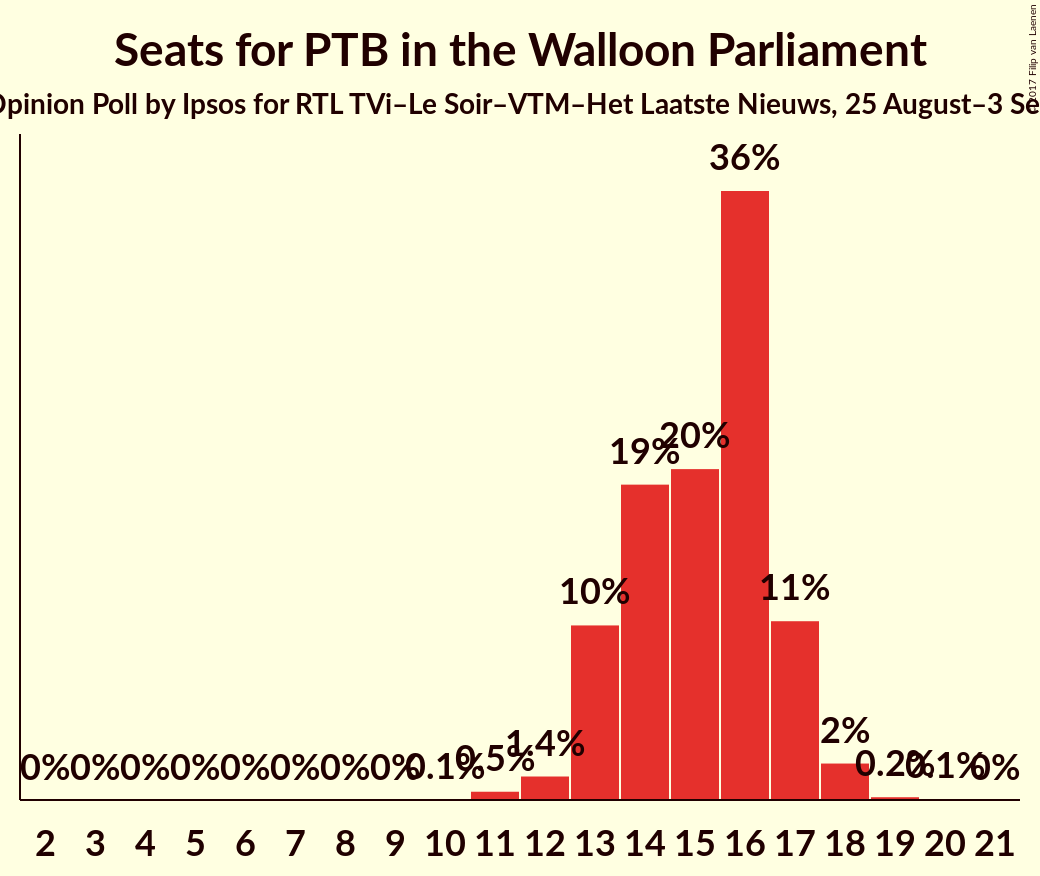 Seats for PTB in the Walloon Parliament
Opinion Poll by Ipsos for RTL TVi–Le Soir–VTM–Het Laatste Nieuws, 25 August–3 Se
2017 Filip van Laenen
36%
20%
19%
11%
10%
2%
1.4%
0.5%
0% 0% 0% 0% 0% 0% 0% 0% 0.1% 0.2% 0.1% 0%
2 3 4 5 6 7 8 9 10 11 12 13 14 15 16 17 18 19 20 21